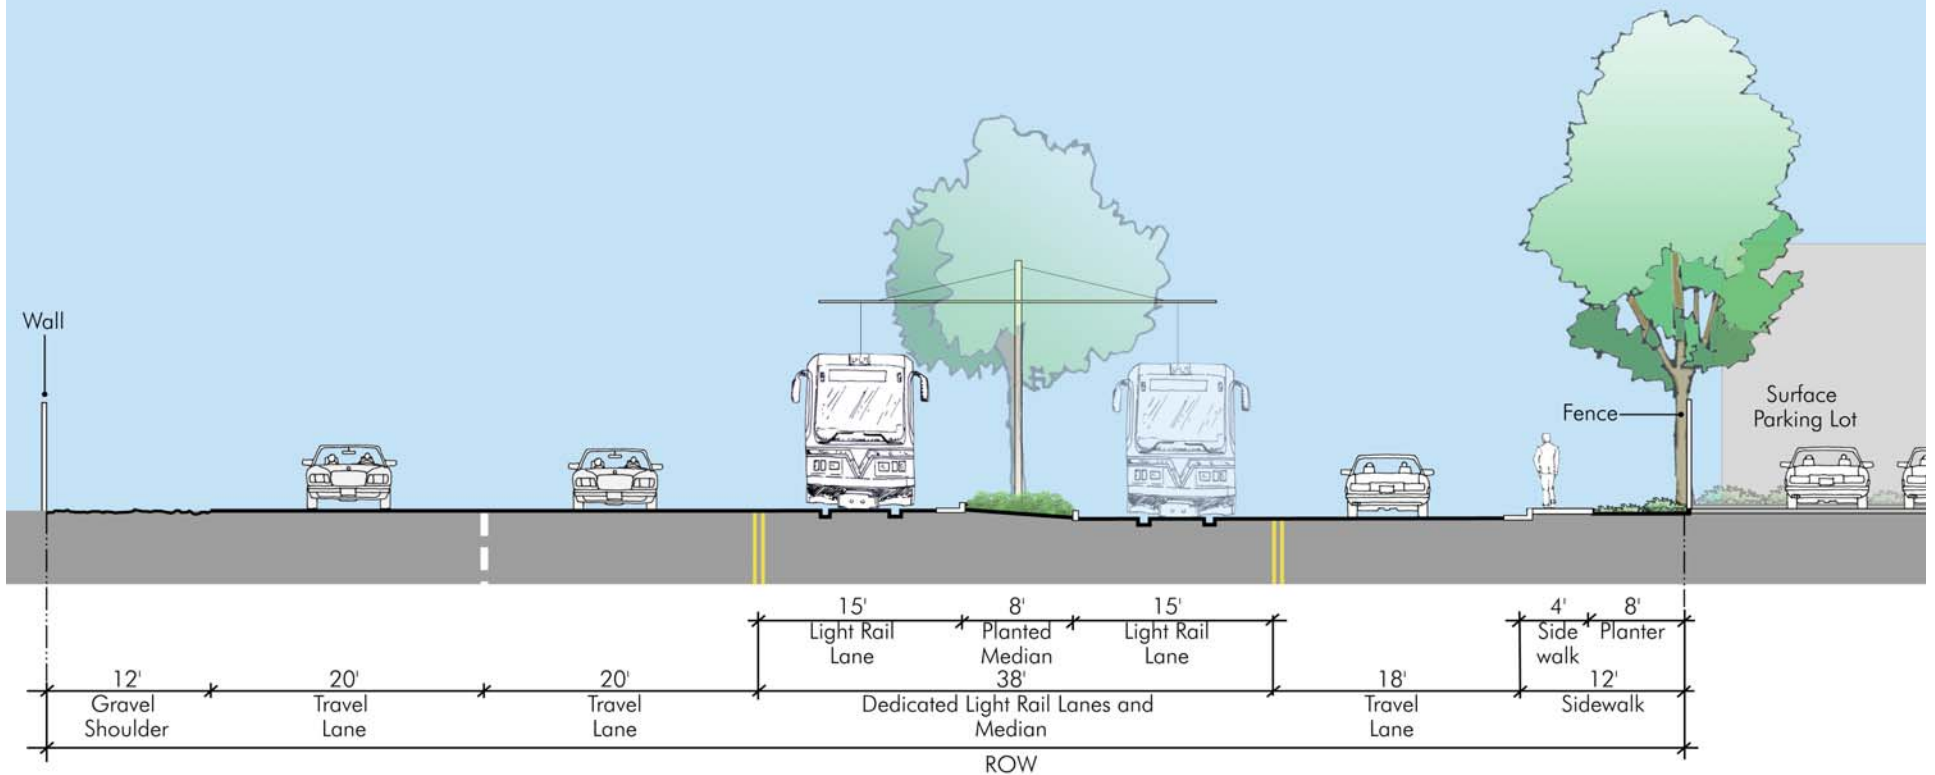 Wall
Fence
Surface
Parking Lot
15'
Light Rail
Lane
8'
Planted
Median
15'
Light Rail
Lane
4'
Side
walk
8'
Planter
12'
Gravel
Shoulder
20'
Travel
Lane
20'
Travel
Lane
38'
Dedicated Light Rail Lanes and
Median
18'
Travel
Lane
12'
Sidewalk
ROW